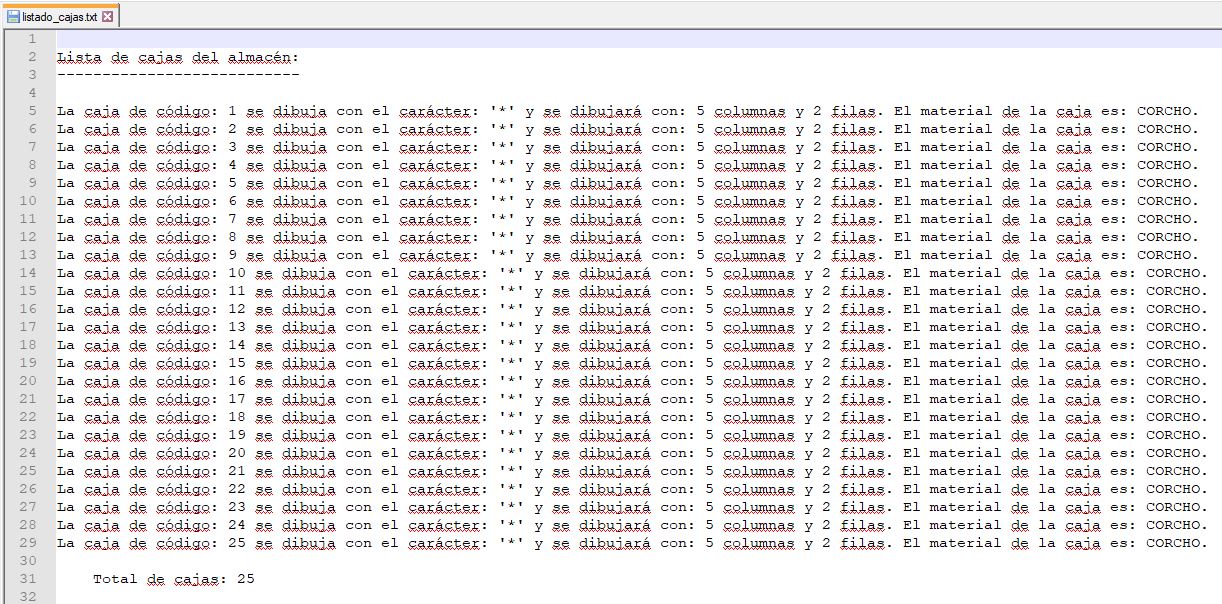 listado_cajas.txt
1
2 Lista de cajas del almacén:
3 ---------------------------
4
5 La caja de código: 1 se dibuja con el carácter: '*' y se dibujará con: 5 columnas y 2 filas. El material de la caja es: CORCHO.
6 La caja de código: 2 se dibuja con el carácter: '*' y se dibujará con: 5 columnas y 2 filas. El material de la caja es: CORCHO.
7 La caja de código: 3 se dibuja con el carácter: '*' y se dibujará con: 5 columnas y 2 filas. El material de la caja es: CORCHO.
8 La caja de código: 4 se dibuja con el carácter: '*' y se dibujará con: 5 columnas y 2 filas. El material de la caja es: CORCHO.
9 La caja de código: 5 se dibuja con el carácter: '*' y se dibujará con: 5 columnas y 2 filas. El material de la caja es: CORCHO.
10 La caja de código: 6 se dibuja con el carácter: '*' y se dibujará con: 5 columnas y 2 filas. El material de la caja es: CORCHO.
11 La caja de código: 7 se dibuja con el carácter: '*' y se dibujará con: 5 columnas y 2 filas. El material de la caja es: CORCHO.
12 La caja de código: 8 se dibuja con el carácter: '*' y se dibujará con: 5 columnas y 2 filas. El material de la caja es: CORCHO.
13 La caja de código: 9 se dibuja con el carácter: '*' y se dibujará con: 5 columnas y 2 filas. El material de la caja es: CORCHO.
14 La caja de código: 10 se dibuja con el carácter: '*' y se dibujará con: 5 columnas y 2 filas. El material de la caja es: CORCHO.
15 La caja de código: 11 se dibuja con el carácter: '*' y se dibujará con: 5 columnas y 2 filas. El material de la caja es: CORCHO.
16 La caja de código: 12 se dibuja con el carácter: '*' y se dibujará con: 5 columnas y 2 filas. El material de la caja es: CORCHO.
17 La caja de código: 13 se dibuja con el carácter: '*' y se dibujará con: 5 columnas y 2 filas. El material de la caja es: CORCHO.
18 La caja de código: 14 se dibuja con el carácter: '*' y se dibujará con: 5 columnas y 2 filas. El material de la caja es: CORCHO.
19 La caja de código: 15 se dibuja con el carácter: '*' y se dibujará con: 5 columnas y 2 filas. El material de la caja es: CORCHO.
20 La caja de código: 16 se dibuja con el carácter: '*' y se dibujará con: 5 columnas y 2 filas. El material de la caja es: CORCHO.
21 La caja de código: 17 se dibuja con el carácter: '*' y se dibujará con: 5 columnas y 2 filas. El material de la caja es: CORCHO.
22 La caja de código: 18 se dibuja con el carácter: '*' y se dibujará con: 5 columnas y 2 filas. El material de la caja es: CORCHO.
23 La caja de código: 19 se dibuja con el carácter: '*' y se dibujará con: 5 columnas y 2 filas. El material de la caja es: CORCHO.
24 La caja de código: 20 se dibuja con el carácter: '*' y se dibujará con: 5 columnas y 2 filas. El material de la caja es: CORCHO.
25 La caja de código: 21 se dibuja con el carácter: '*' y se dibujará con: 5 columnas y 2 filas. El material de la caja es: CORCHO.
26 La caja de código: 22 se dibuja con el carácter: '*' y se dibujará con: 5 columnas y 2 filas. El material de la caja es: CORCHO.
27 La caja de código: 23 se dibuja con el carácter: '*' y se dibujará con: 5 columnas y 2 filas. El material de la caja es: CORCHO.
28 La caja de código: 24 se dibuja con el carácter: '*' y se dibujará con: 5 columnas y 2 filas. El material de la caja es: CORCHO.
29 La caja de código: 25 se dibuja con el carácter: '*' y se dibujará con: 5 columnas y 2 filas. El material de la caja es: CORCHO.
30
31 Total de cajas: 25
32